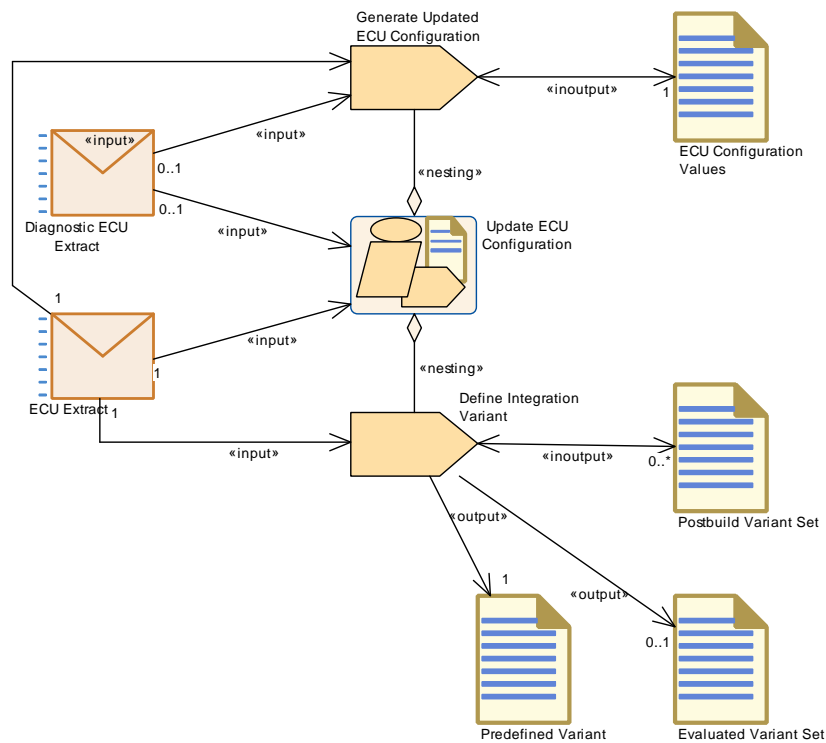 Generate Updated
ECU Configuration
«input»
«input»
«inoutput»
1
0..1
ECU Configuration
Values
«nesting»
0..1
Diagnostic ECU
Extract
«input»
Update ECU
Configuration
1
«input»
1
«nesting»
ECU Extract
1
Define Integration
Variant
«input»
«inoutput»
0..*
Postbuild Variant Set
«output»
1
«output»
0..1
Predefined Variant
Evaluated Variant Set